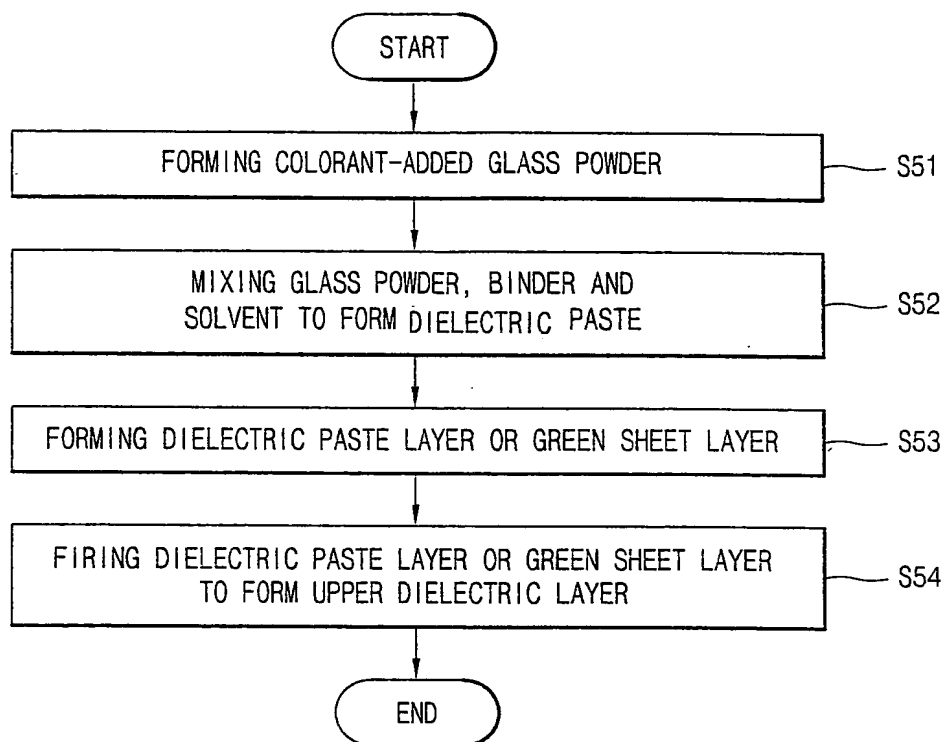 START
FORMING COLORANT-ADDED GLASS POWDER
S51
MIXING GLASS POWDER, BINDER AND
SOLVENT TO FORM DIELECTRIC PASTE
S52
FORMING DIELECTRIC PASTE LAYER OR GREEN SHEET LAYER
S53
FIRING DIELECTRIC PASTE LAYER OR GREEN SHEET LAYER
TO FORM UPPER DIELECTRIC LAYER
S54
END